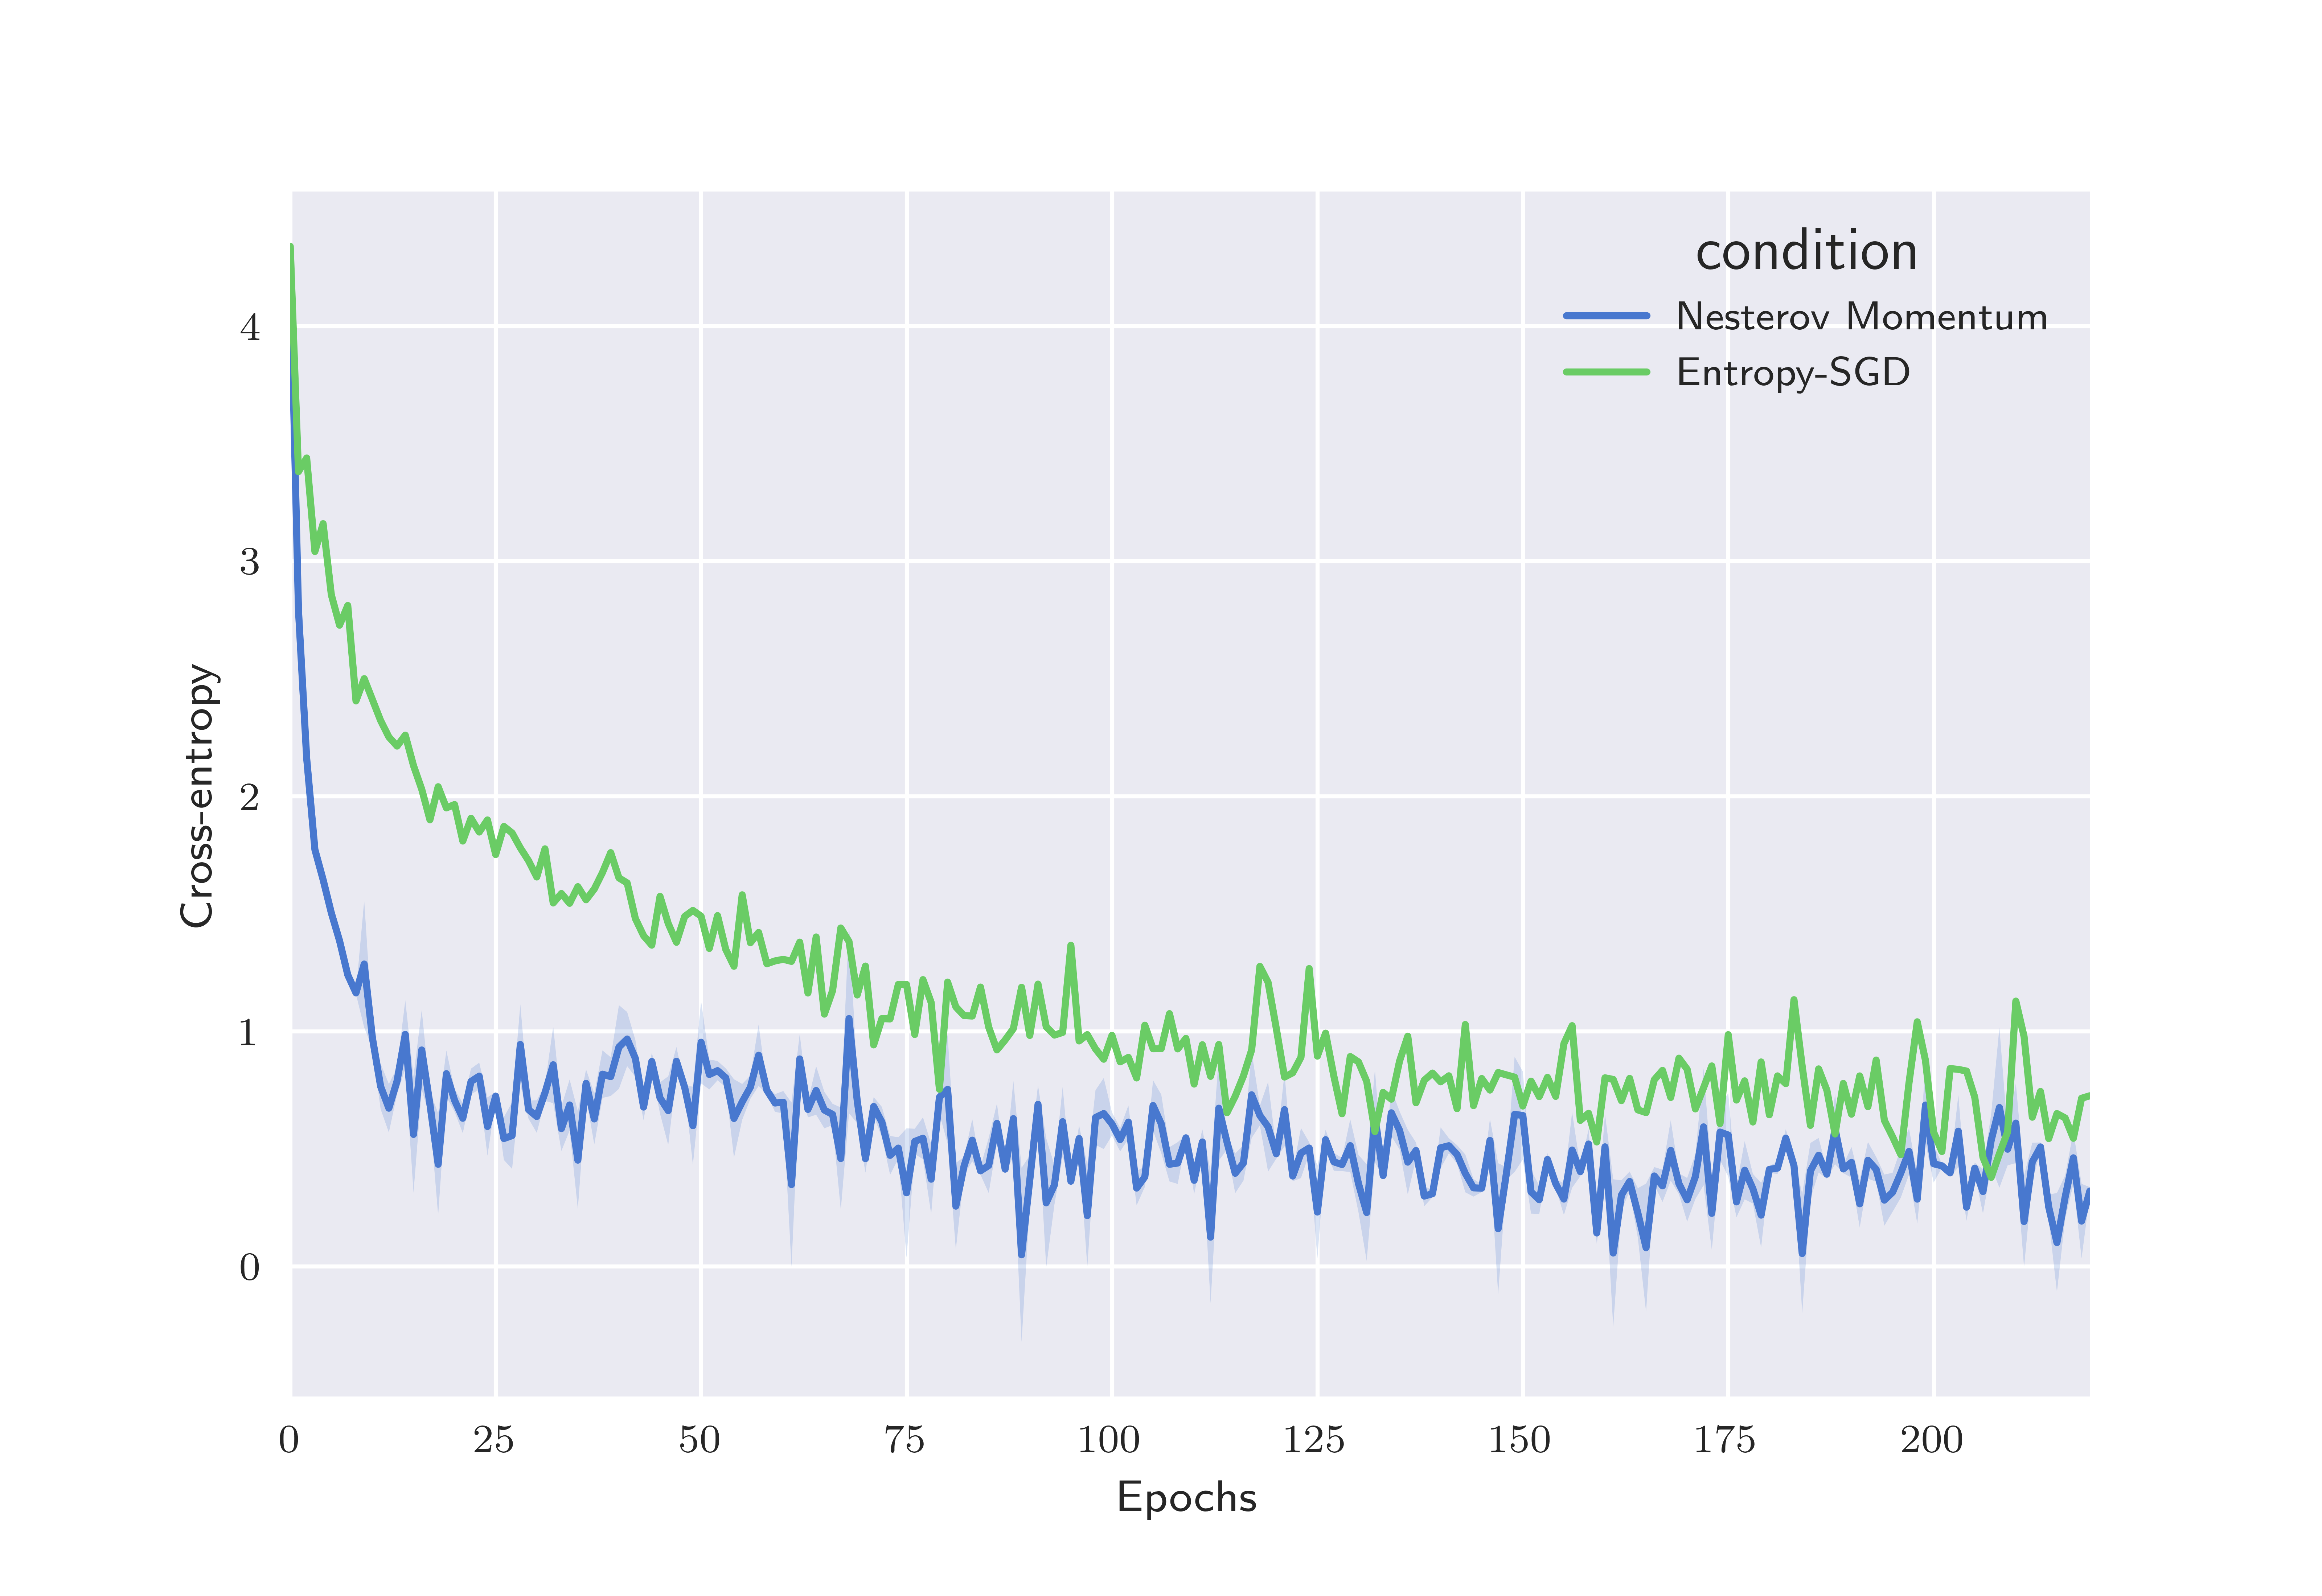 condition
Nesterov Momentum
Entropy-SGD
4
3
2
1
0
Cross-entropy
0 25 50 75 100 125 150 175 200
Epochs